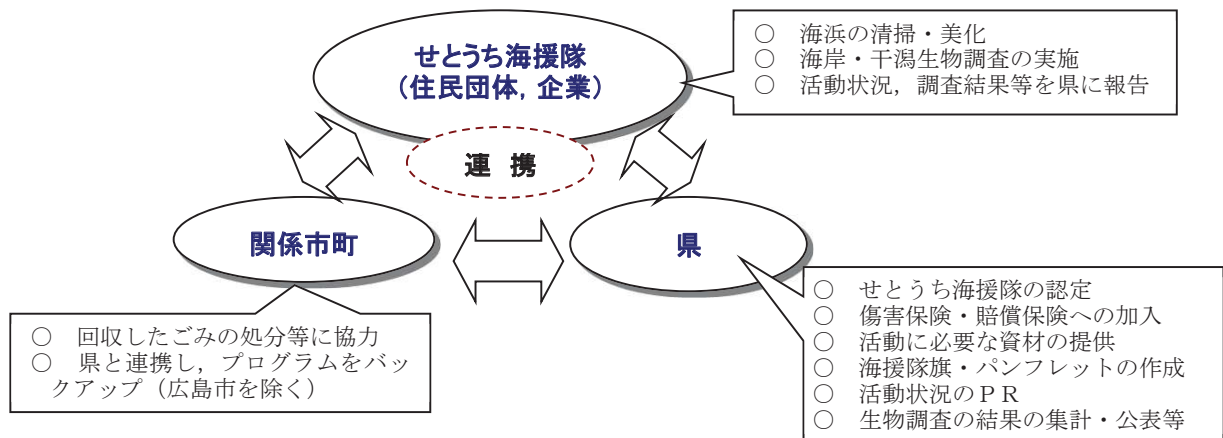 せとうち海援隊
(住民団体，企業)
○　海浜の清掃・美化
○　海岸・干潟生物調査の実施
○　活動状況，調査結果等を県に報告
連 携
関係市町
県
○　回収したごみの処分等に協力
○　県と連携し，プログラムをバッ
クアップ（広島市を除く）
○　せとうち海援隊の認定
○　傷害保険・賠償保険への加入
○　活動に必要な資材の提供
○　海援隊旗・パンフレットの作成
○　活動状況のＰＲ
○　生物調査の結果の集計・公表等